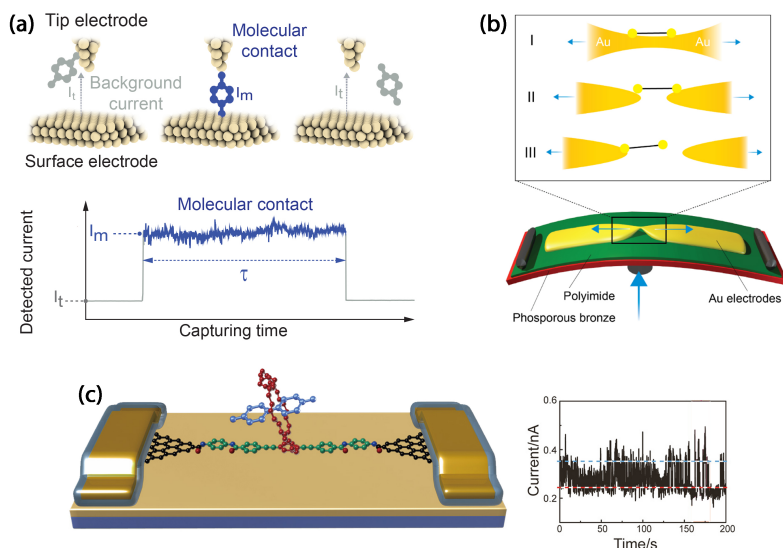 (a)
Tip electrode
Molecular contact
Background current
It
Im
It
Surface electrode
Detected current
Molecular contact
Im
τ
It
Capturing time
(b)
I
Au
Au
II
III
Polyimide
Au electrodes
Phosporous bronze
(c)
Current/nA
0.6
0.4
0.2
0
50
100
150
200
Time/s